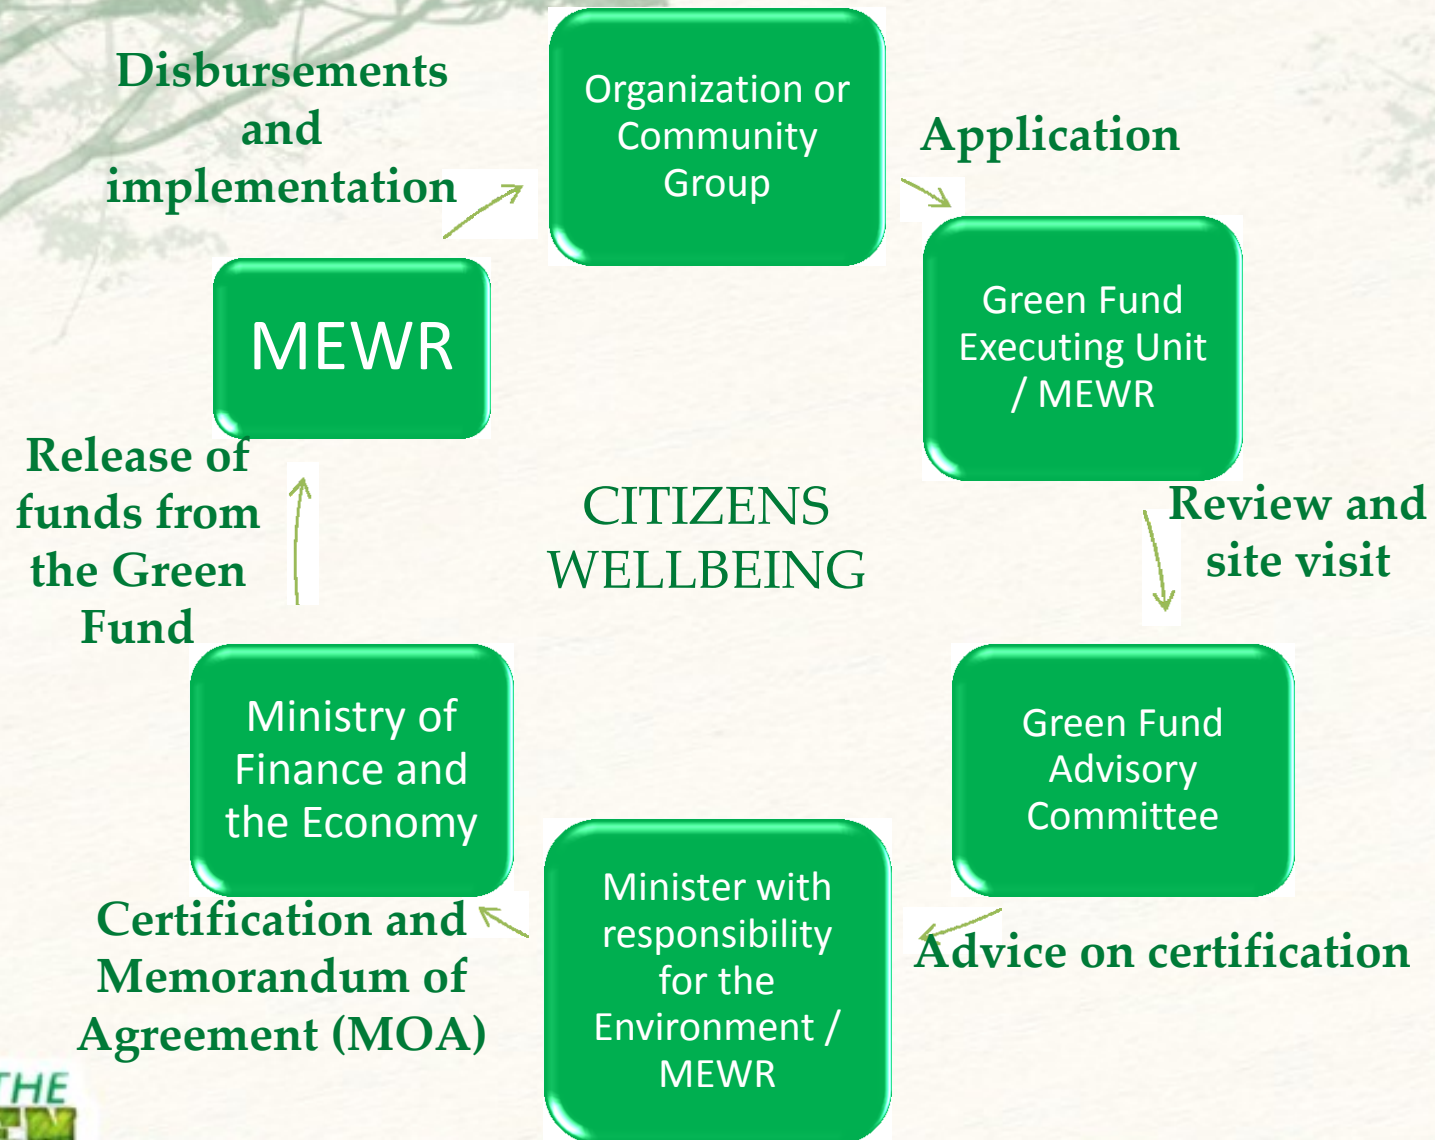 Organization or
Community
Group
Application
Green Fund
Executing Unit
/ MEWR
Review and
site visit
Green Fund
Advisory
Committee
Advice on certification
Minister with
responsibility
for the
Environment /
MEWR
Certification and
Memorandum of
Agreement (MOA)
Ministry of
Finance and
the Economy
Release of
funds from
the Green
Fund
MEWR
Disbursements
and
implementation
CITIZENS
WELLBEING
THE